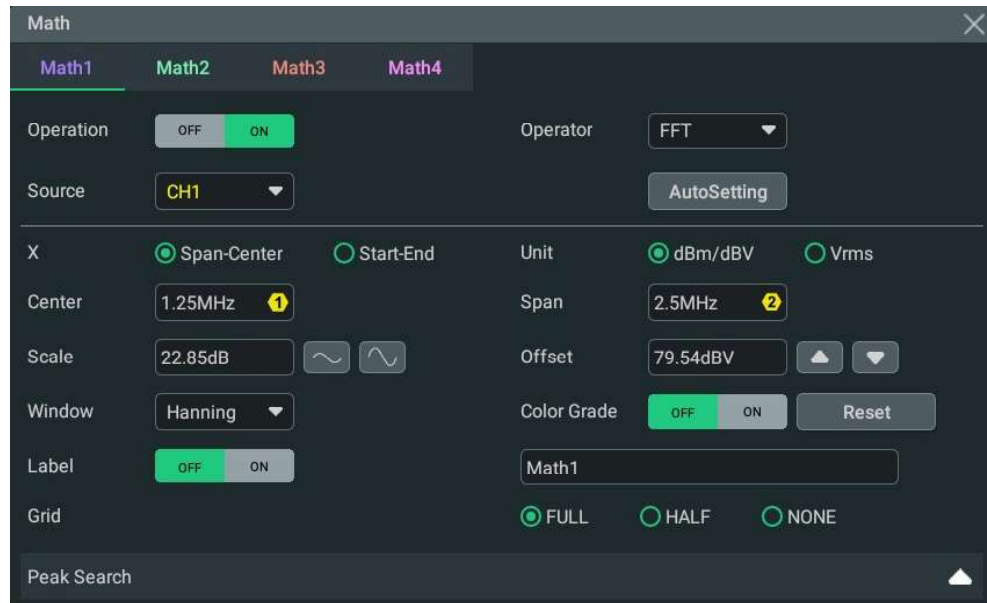 Math
Math1 Math2 Math3 Math4
Operation OFF ON Operator FFT
Source CH1 AutoSetting
X Span-Center Start-End Unit dBm/dBV Vrms
Center 1.25MHz 1 Span 2.5MHz 2
Scale 22.85dB Offset 79.54dBV
Window Hanning Color Grade OFF ON Reset
Label OFF ON Math1
Grid FULL HALF NONE
Peak Search